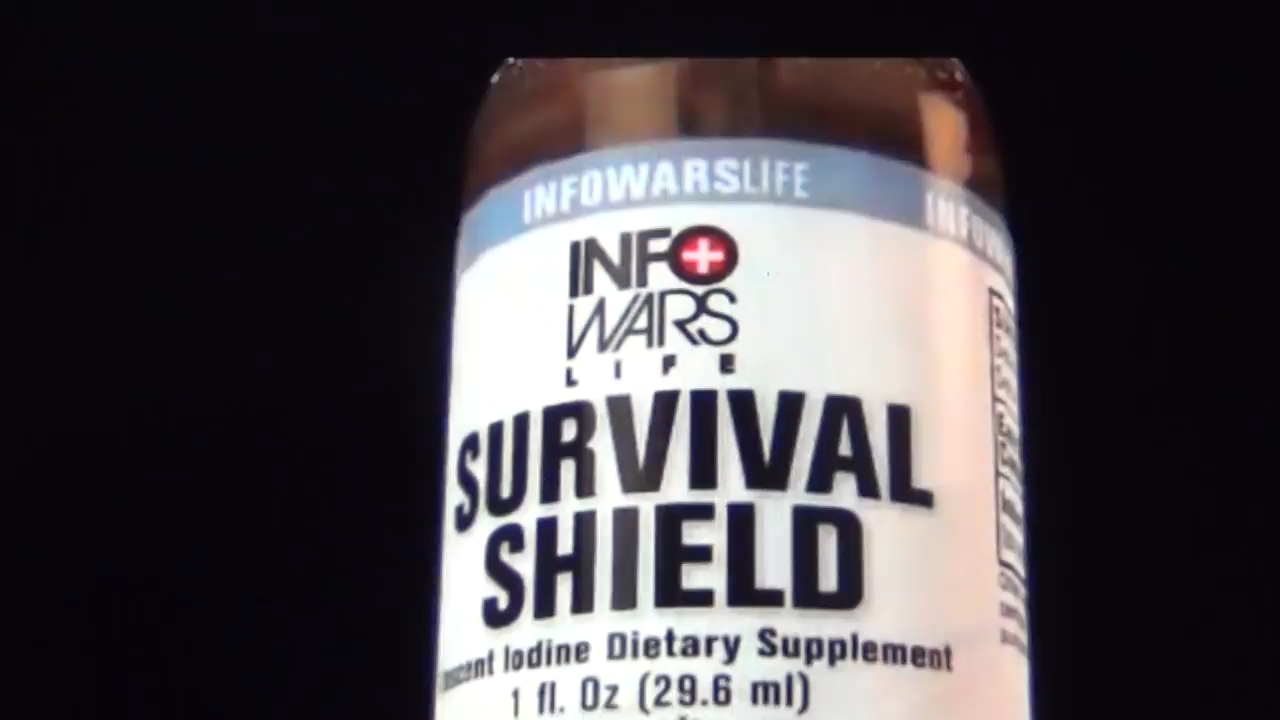 INFOWARSLIFE
INFO
WARS
LIFE
SURVIVAL
SHIELD
Iodine Dietary Supplement
1 fl. Oz (29.6 ml)